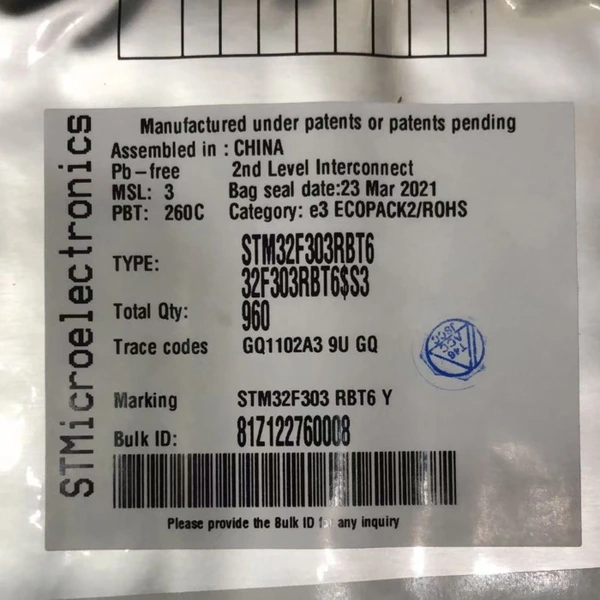 STMicroelectronics
Manufactured under patents or patents pending
Assembled in : CHINA
Pb-free 2nd Level Interconnect
MSL: 3 Bag seal date:23 Mar 2021
PBT: 260C Category: e3 ECOPACK2/ROHS
TYPE: STM32F303RBT6
32F303RBT6$S3
Total Qty: 960
Trace codes GQ1102A3 9U GQ
Marking STM32F303 RBT6 Y
Bulk ID: 81Z122760008
Please provide the Bulk ID any inquiry